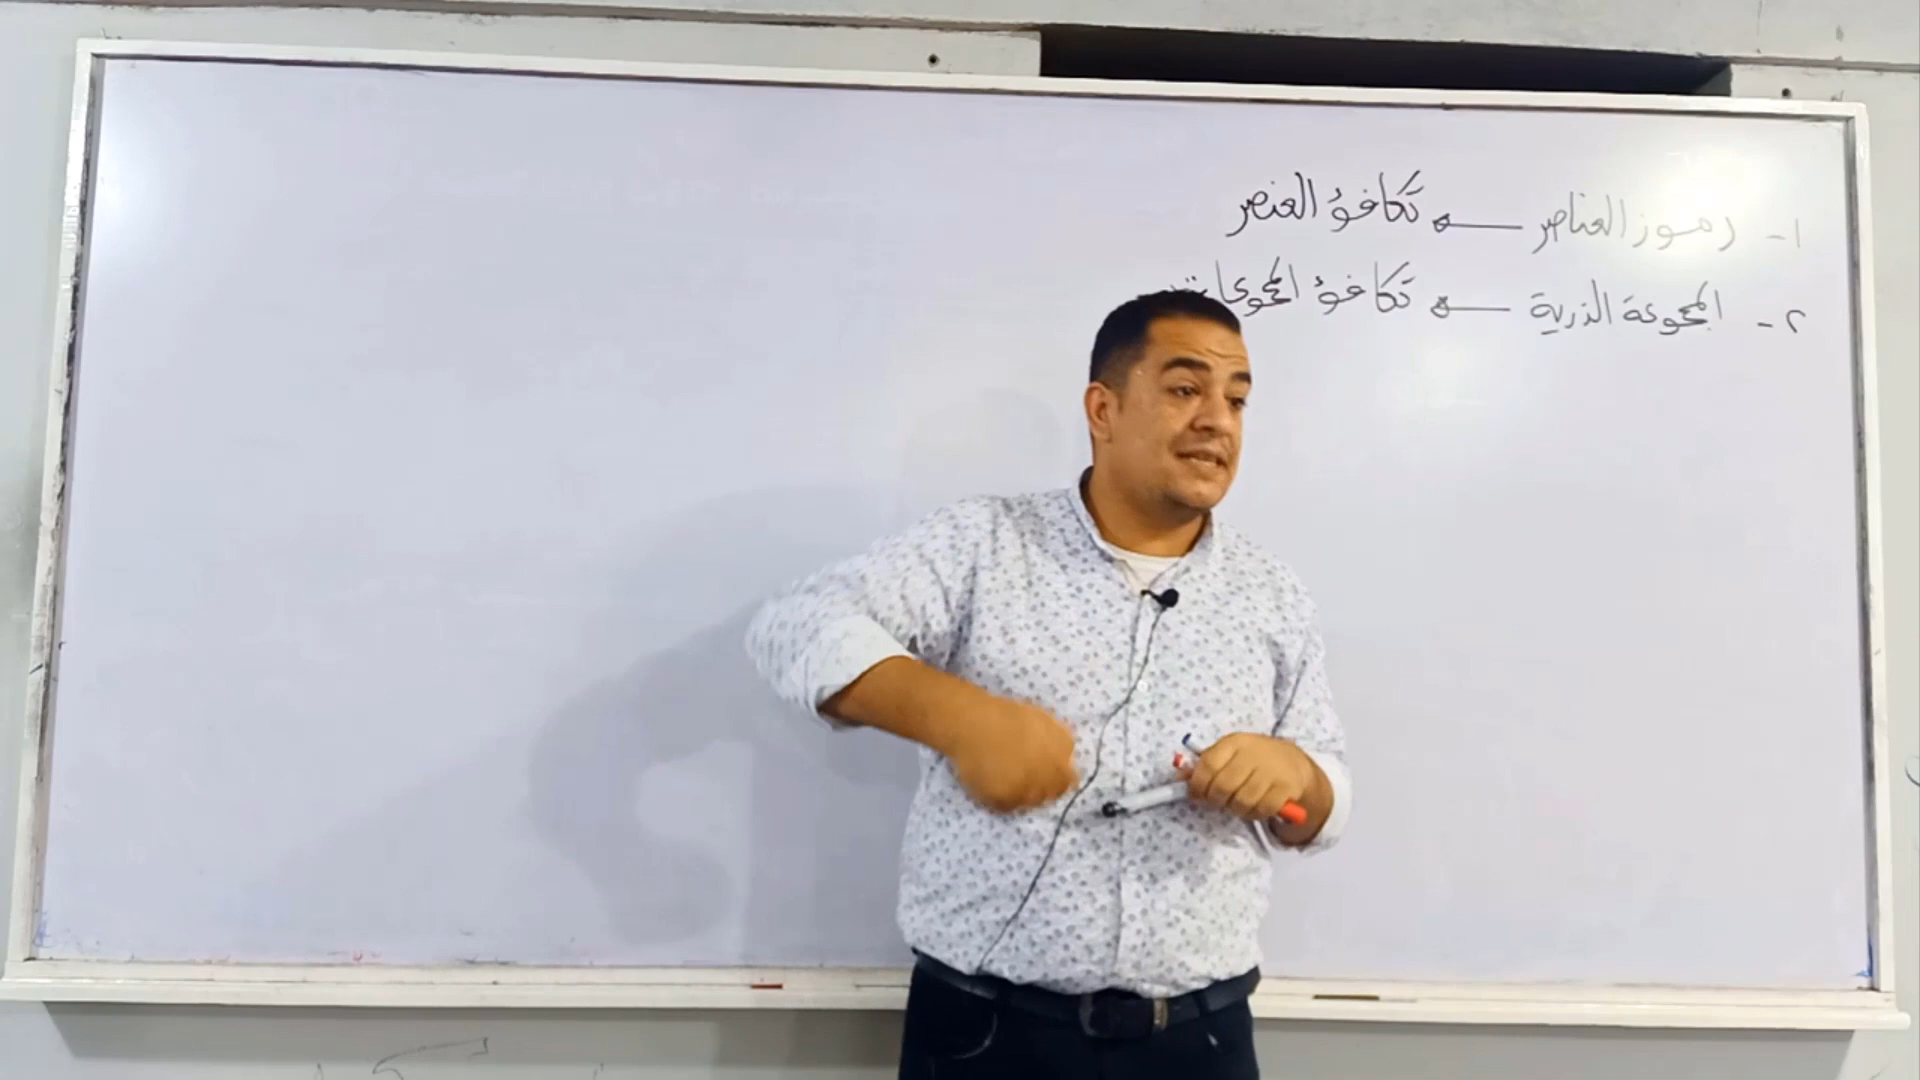 ١- رموز العناصر ← تكافؤ العنصر
٢- المجموعة الذرية ← تكافؤ المجموعات